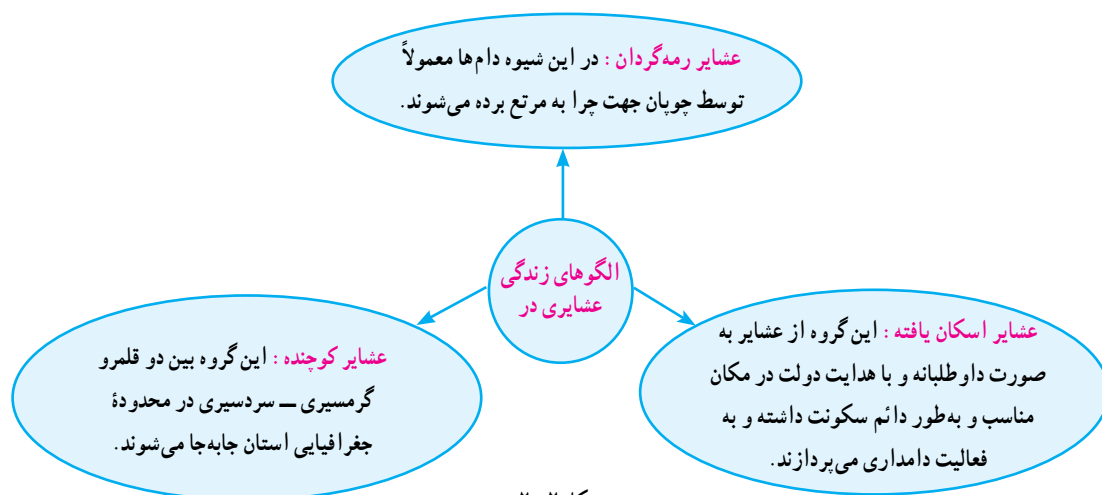 عشایر رمه‌گردان : در این شیوه دام‌ها معمولاً
توسط چوپان جهت چرا به مرتع برده می‌شوند.
الگوهای زندگی
عشایری در
عشایر اسکان یافته : این گروه از عشایر به
صورت داوطلبانه و با هدایت دولت در مکان
مناسب و به‌طور دائم سکونت داشته و به
فعالیت دامداری می‌پردازند.
عشایر کوچنده : این گروه بین دو قلمرو
گرمسیری ــ سردسیری در محدودهٔ
جغرافیایی استان جابه‌جا می‌شوند.